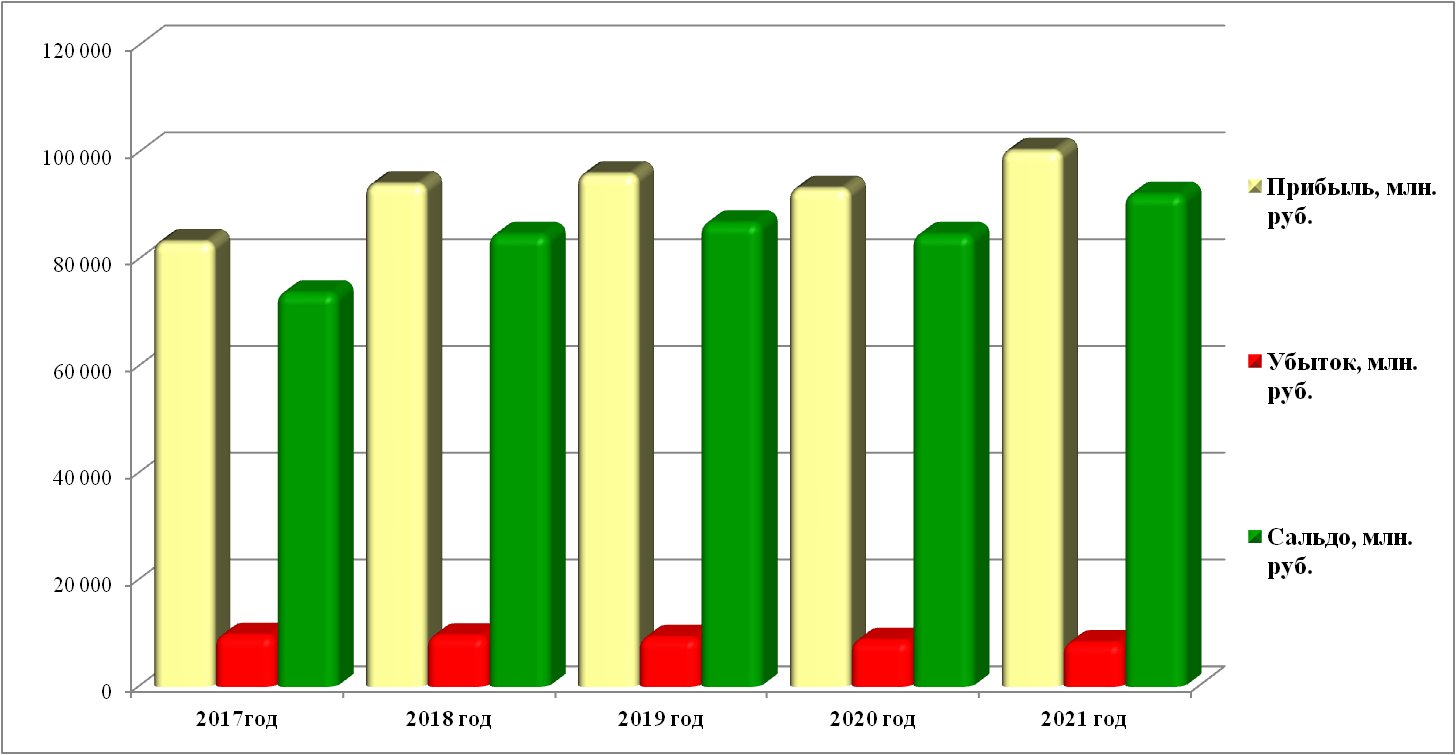 120 000
100 000
80 000
60 000
40 000
20 000
0
2017год
2018 год
2019 год
2020 год
2021 год
Прибыль, млн.
руб.
Убыток, млн.
руб.
Сальдо, млн.
руб.